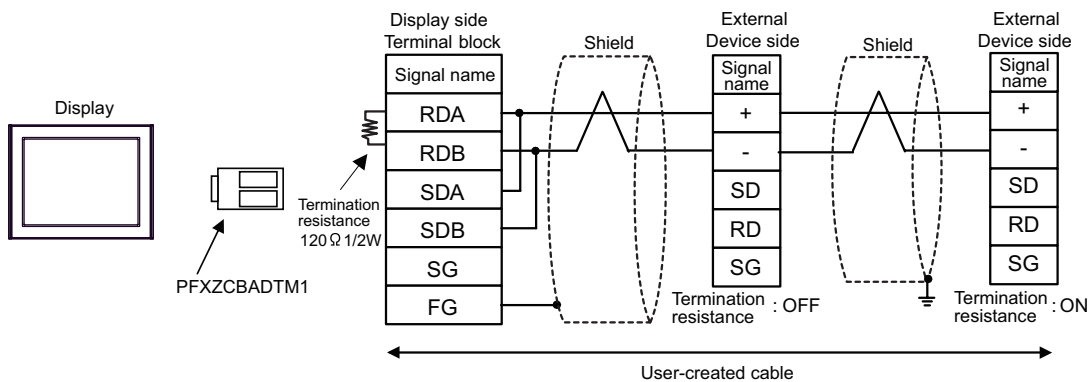 Display
PFXZCBADTM1
Termination
resistance
120Ω 1/2W
Display side
Terminal block
Signal name
RDA
RDB
SDA
SDB
SG
FG
Shield
External
Device side
Signal
name
+
-
SD
RD
SG
Termination
resistance : OFF
Shield
External
Device side
Signal
name
+
-
SD
RD
SG
Termination
resistance : ON
User-created cable